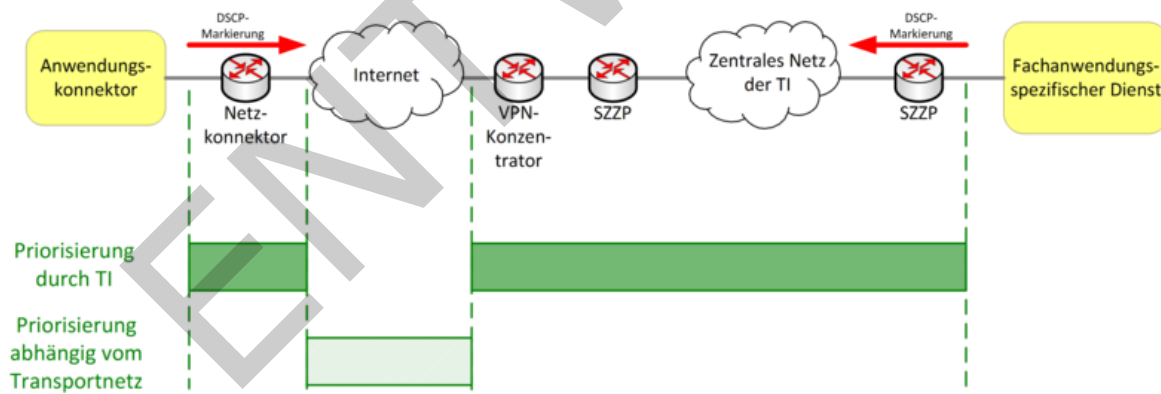 DSCP-
Markierung
DSCP-
Markierung
Anwendungs-
konnektor
Internet
Zentrales Netz
der TI
Fachanwendungs-
spezifischer Dienst
Netz-
konnektor
VPN-
Konzen-
trator
SZZP
SZZP
Priorisierung
durch TI
Priorisierung
abhängig vom
Transportnetz